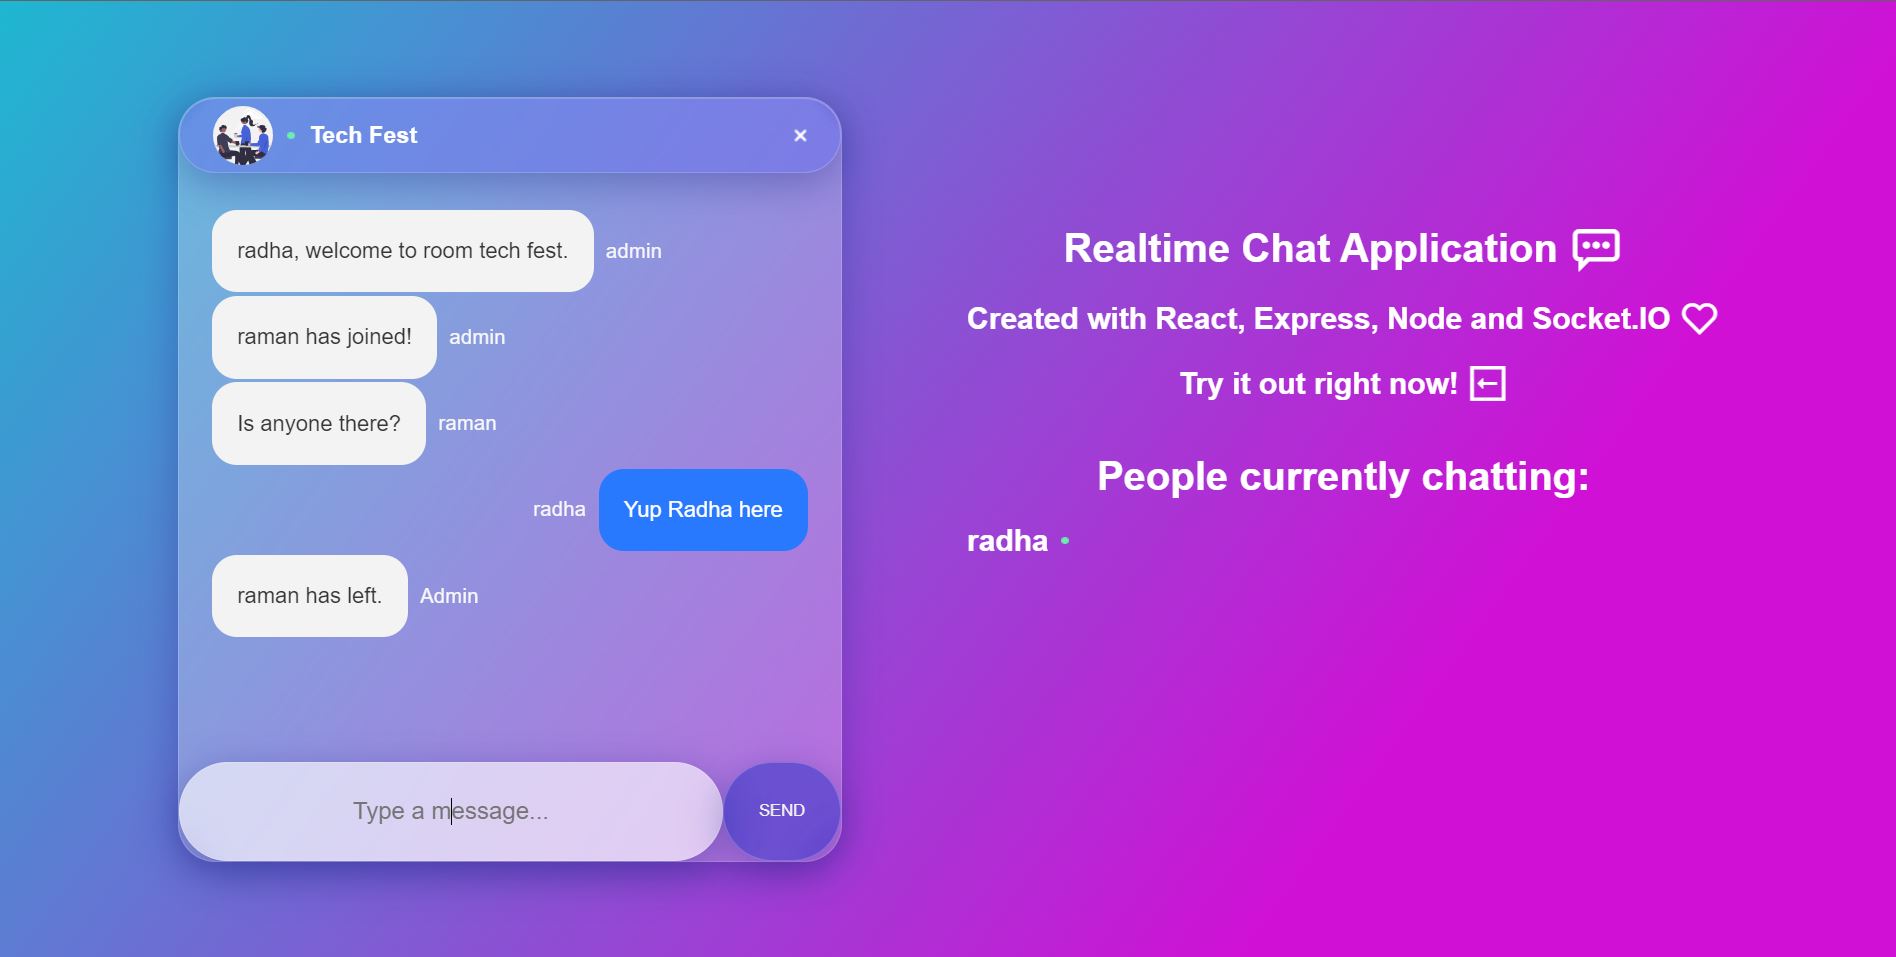 Tech Fest
radha, welcome to room tech fest. admin
raman has joined! admin
Is anyone there? raman
radha Yup Radha here
raman has left. Admin
Type a message...
SEND
Realtime Chat Application
Created with React, Express, Node and Socket.IO
Try it out right now!
People currently chatting:
radha